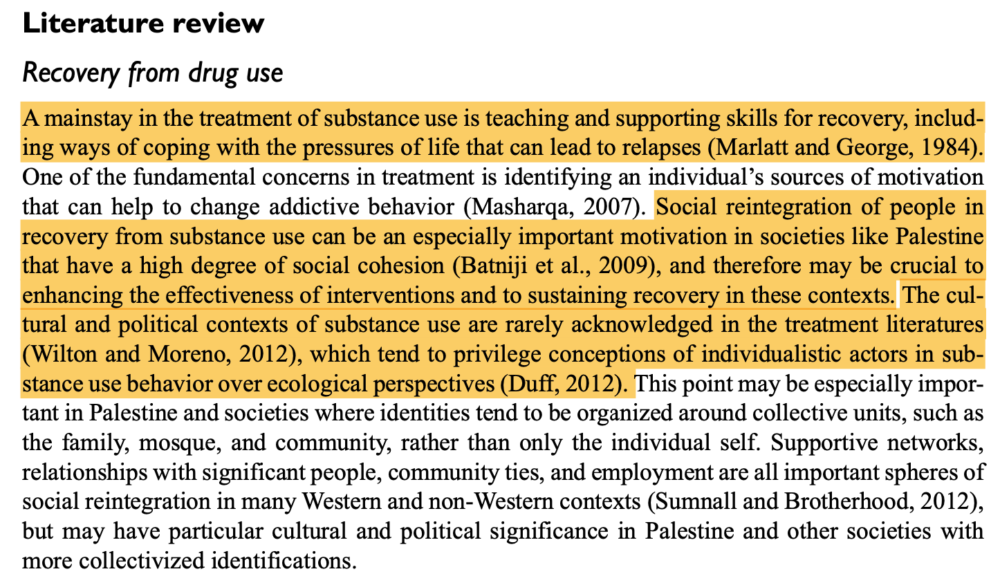 Literature review
Recovery from drug use
A mainstay in the treatment of substance use is teaching and supporting skills for recovery, includ-
ing ways of coping with the pressures of life that can lead to relapses (Marlatt and George, 1984).
One of the fundamental concerns in treatment is identifying an individual’s sources of motivation
that can help to change addictive behavior (Masharqa, 2007). Social reintegration of people in
recovery from substance use can be an especially important motivation in societies like Palestine
that have a high degree of social cohesion (Batniji et al., 2009), and therefore may be crucial to
enhancing the effectiveness of interventions and to sustaining recovery in these contexts. The cul-
tural and political contexts of substance use are rarely acknowledged in the treatment literatures
(Wilton and Moreno, 2012), which tend to privilege conceptions of individualistic actors in sub-
stance use behavior over ecological perspectives (Duff, 2012). This point may be especially impor-
tant in Palestine and societies where identities tend to be organized around collective units, such as
the family, mosque, and community, rather than only the individual self. Supportive networks,
relationships with significant people, community ties, and employment are all important spheres of
social reintegration in many Western and non-Western contexts (Sumnall and Brotherhood, 2012),
but may have particular cultural and political significance in Palestine and other societies with
more collectivized identifications.